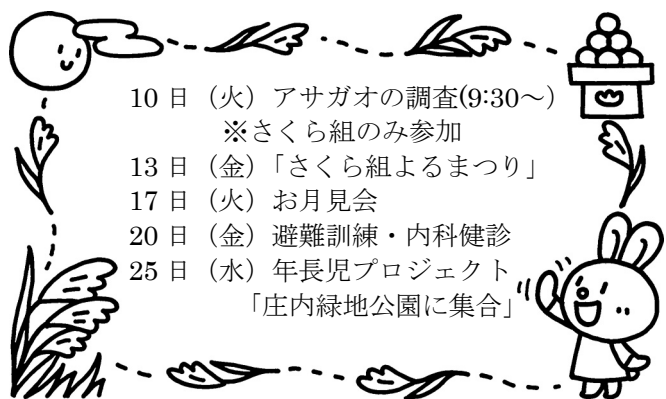 10日（火）アサガオの調査(9:30〜)
※さくら組のみ参加
13日（金）「さくら組よるまつり」
17日（火）お月見会
20日（金）避難訓練・内科健診
25日（水）年長児プロジェクト
「庄内緑地公園に集合」